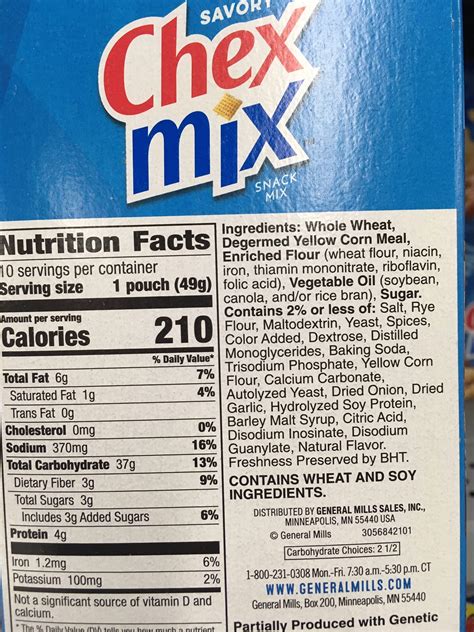 SAVORY
Chex
mix
SNACK
MIX
Nutrition Facts
10 servings per container
Serving size 1 pouch (49g)
Amount per serving
Calories 210
% Daily Value*
Total Fat 6g 7%
Saturated Fat 1g 4%
Trans Fat 0g
Cholesterol 0mg 0%
Sodium 370mg 16%
Total Carbohydrate 37g 13%
Dietary Fiber 3g 9%
Total Sugars 3g
Includes 3g Added Sugars 6%
Protein 4g
Iron 1.2mg 6%
Potassium 100mg 2%
Not a significant source of vitamin D and
calcium.
* The % Daily Value (DV) tells you how much a nutrient
Ingredients: Whole Wheat,
Degermed Yellow Corn Meal,
Enriched Flour (wheat flour, niacin,
iron, thiamin mononitrate, riboflavin,
folic acid), Vegetable Oil (soybean,
canola, and/or rice bran), Sugar.
Contains 2% or less of: Salt, Rye
Flour, Maltodextrin, Yeast, Spices,
Color Added, Dextrose, Distilled
Monoglycerides, Baking Soda,
Trisodium Phosphate, Yellow Corn
Flour, Calcium Carbonate,
Autolyzed Yeast, Dried Onion, Dried
Garlic, Hydrolyzed Soy Protein,
Barley Malt Syrup, Citric Acid,
Disodium Inosinate, Disodium
Guanylate, Natural Flavor.
Freshness Preserved by BHT.
CONTAINS WHEAT AND SOY
INGREDIENTS.
DISTRIBUTED BY GENERAL MILLS SALES, INC.,
MINNEAPOLIS, MN 55440 USA
© General Mills 3056842101
Carbohydrate Choices: 2 1/2
1-800-231-0308 Mon.-Fri. 7:30 a.m.-5:30 p.m. CT
WWW.GENERALMILLS.COM
General Mills, Box 200, Minneapolis, MN 55440
Partially Produced with Genetic